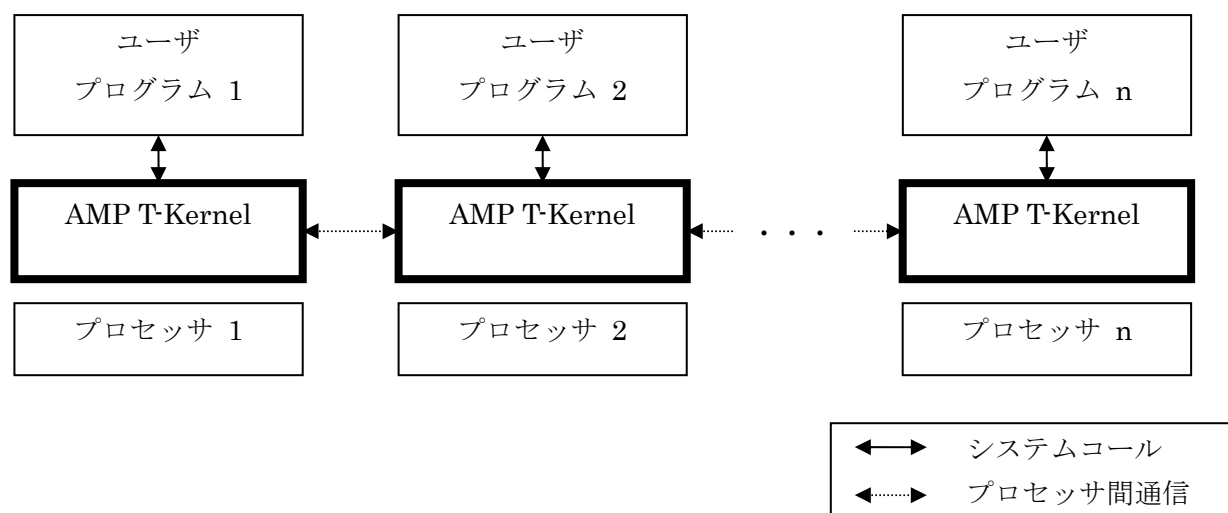 ユーザ
プログラム 1
ユーザ
プログラム 2
ユーザ
プログラム n
AMP T-Kernel
AMP T-Kernel
・・・
AMP T-Kernel
プロセッサ 1
プロセッサ 2
プロセッサ n
システムコール
プロセッサ間通信